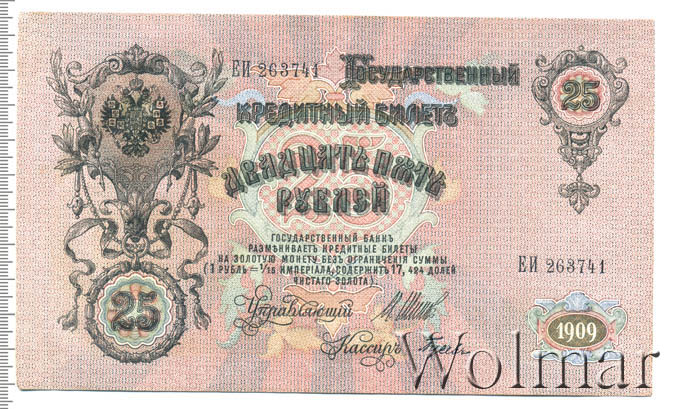 ЕИ 263741
Государственный
25
Кредитный Билетъ
Двадцать пять
рублей
Государственный Банкъ
размѣниваетъ кредитные билеты
на золотую монету безъ ограниченія суммы
(1 рубль = 1/15 имперіала, содержитъ 17,424 долей
чистаго золота).
ЕИ 263741
25
Управляющій
1909
Кассиръ
Wolmar